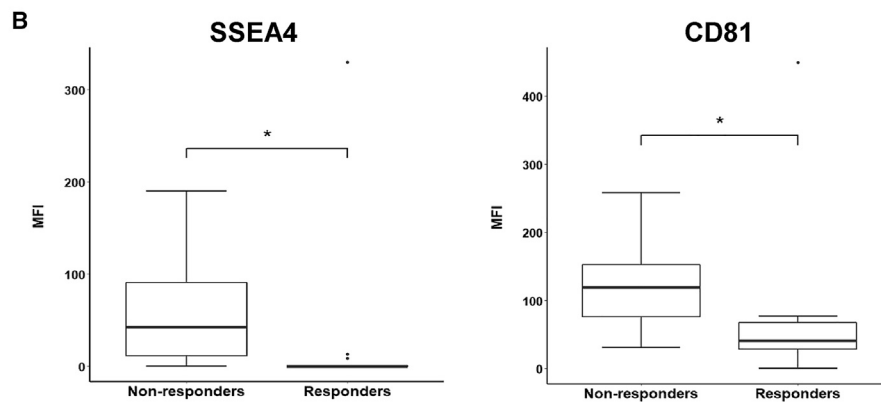 B
SSEA4
MFI
300
200
100
0
*
Non-responders
Responders
CD81
MFI
400
300
200
100
0
*
Non-responders
Responders